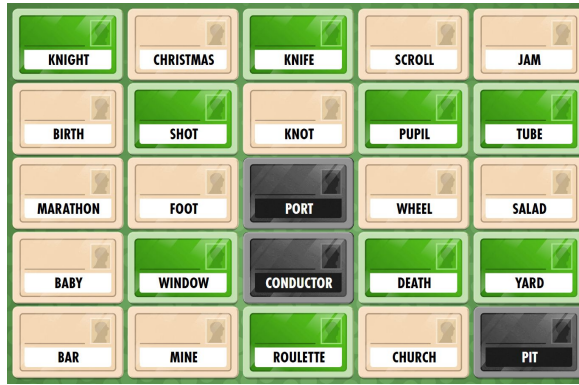 KNIGHT CHRISTMAS KNIFE SCROLL JAM
BIRTH SHOT KNOT PUPIL TUBE
MARATHON FOOT PORT WHEEL SALAD
BABY WINDOW CONDUCTOR DEATH YARD
BAR MINE ROULETTE CHURCH PIT